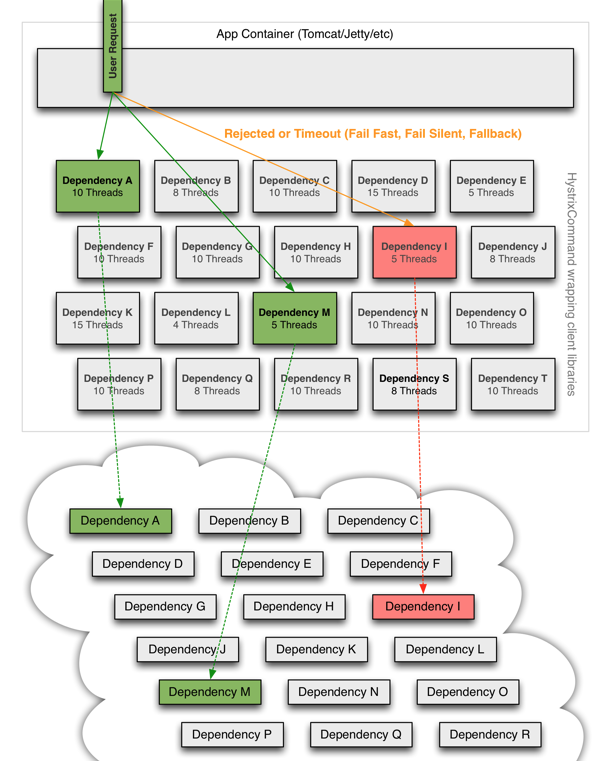 User Request
App Container (Tomcat/Jetty/etc)
Rejected or Timeout (Fail Fast, Fail Silent, Fallback)
Dependency A
10 Threads
Dependency B
8 Threads
Dependency C
10 Threads
Dependency D
15 Threads
Dependency E
5 Threads
Dependency F
10 Threads
Dependency G
10 Threads
Dependency H
10 Threads
Dependency I
5 Threads
Dependency J
8 Threads
Dependency K
15 Threads
Dependency L
4 Threads
Dependency M
5 Threads
Dependency N
10 Threads
Dependency O
10 Threads
Dependency P
10 Threads
Dependency Q
8 Threads
Dependency R
10 Threads
Dependency S
8 Threads
Dependency T
10 Threads
HystrixCommand wrapping client libraries
Dependency A
Dependency B
Dependency C
Dependency D
Dependency E
Dependency F
Dependency G
Dependency H
Dependency I
Dependency J
Dependency K
Dependency L
Dependency M
Dependency N
Dependency O
Dependency P
Dependency Q
Dependency R